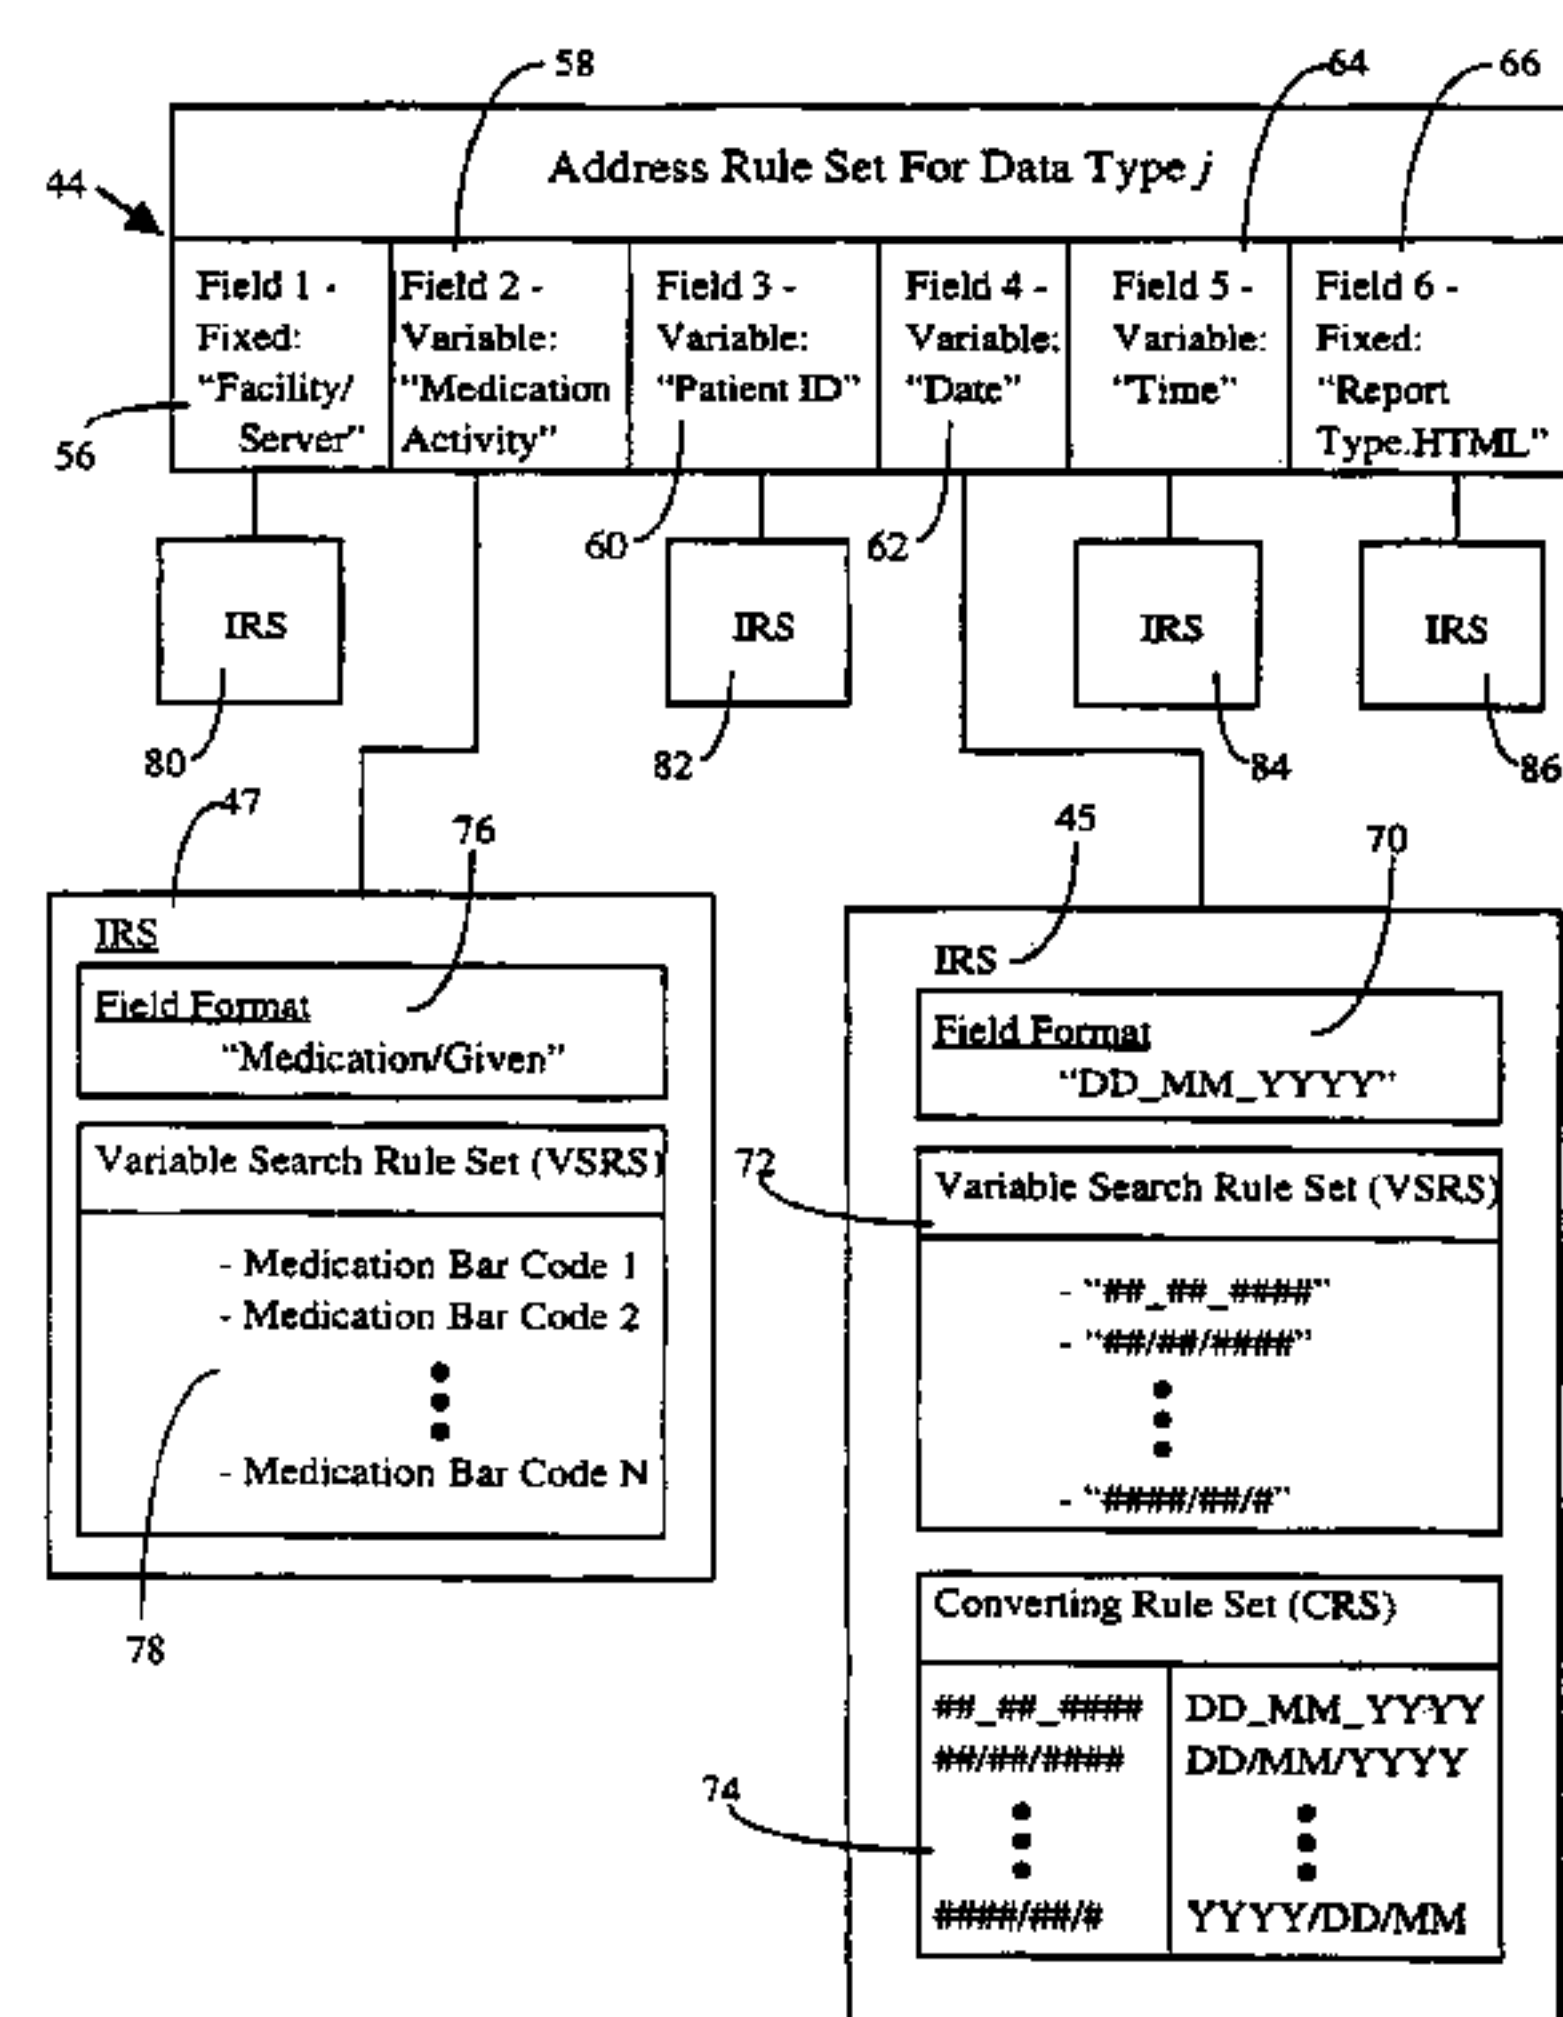 58
64
66
Address Rule Set For Data Type j
44
Field 1 -
Fixed:
“Facility/
Server”
Field 2 -
Variable:
“Medication
Activity”
Field 3 -
Variable:
“Patient ID”
Field 4 -
Variable:
“Date”
Field 5 -
Variable:
“Time”
Field 6 -
Fixed:
“Report
Type.HTML”
56
60
62
IRS
IRS
IRS
IRS
80
82
84
86
47
76
IRS
Field Format
“Medication/Given”
Variable Search Rule Set (VSRS)
- Medication Bar Code 1
- Medication Bar Code 2
- Medication Bar Code N
78
45
70
IRS
Field Format
“DD_MM_YYYY”
72
Variable Search Rule Set (VSRS)
- “##_##_####”
- “##/##/####”
- “####/##/#”
Converting Rule Set (CRS)
##_##_#### DD_MM_YYYY
##/##/#### DD/MM/YYYY
74
####/##/# YYYY/DD/MM